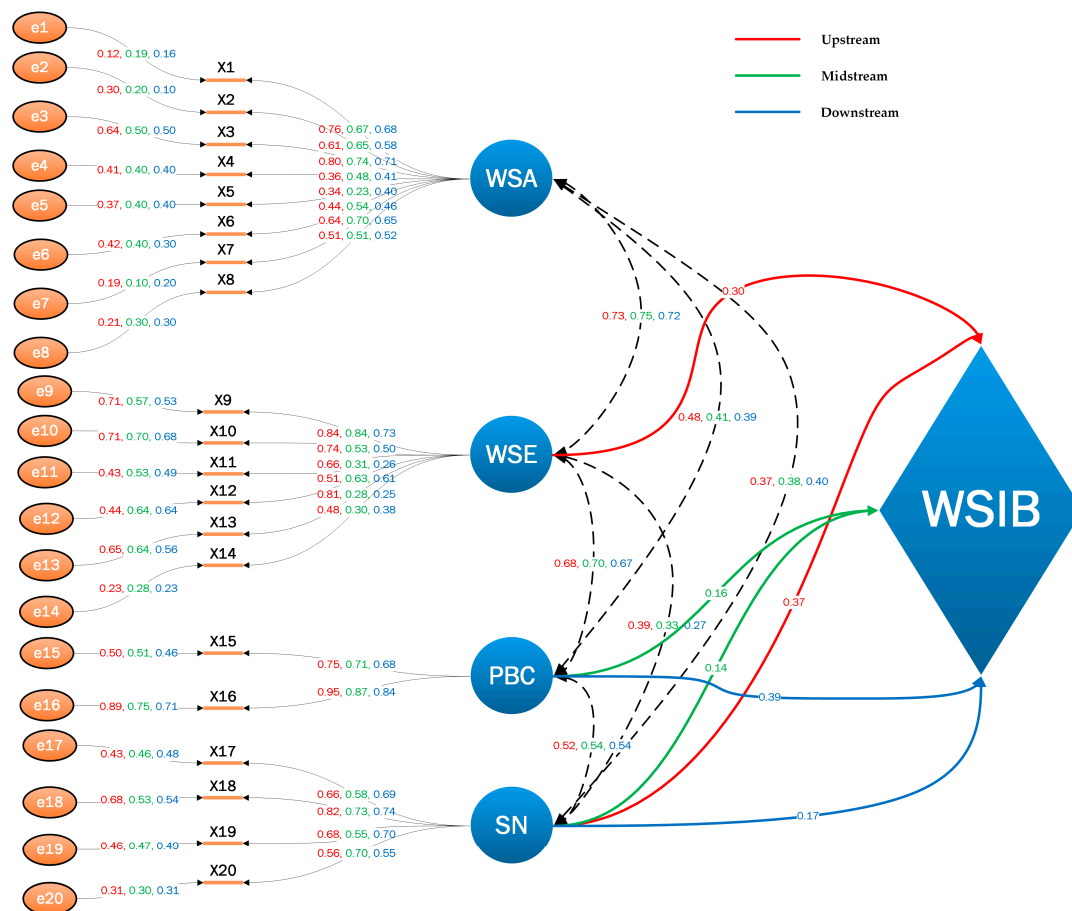 e1
e2
e3
e4
e5
e6
e7
e8
e9
e10
e11
e12
e13
e14
e15
e16
e17
e18
e19
e20
0.12, 0.19, 0.16
0.30, 0.20, 0.10
0.64, 0.50, 0.50
0.41, 0.40, 0.40
0.37, 0.40, 0.40
0.42, 0.40, 0.30
0.19, 0.10, 0.20
0.21, 0.30, 0.30
0.71, 0.57, 0.53
0.71, 0.70, 0.68
0.43, 0.53, 0.49
0.44, 0.64, 0.64
0.65, 0.64, 0.56
0.23, 0.28, 0.23
0.50, 0.51, 0.46
0.89, 0.75, 0.71
0.43, 0.46, 0.48
0.68, 0.53, 0.54
0.46, 0.47, 0.49
0.31, 0.30, 0.31
X1
X2
X3
X4
X5
X6
X7
X8
X9
X10
X11
X12
X13
X14
X15
X16
X17
X18
X19
X20
0.76, 0.67, 0.68
0.61, 0.65, 0.58
0.80, 0.74, 0.71
0.36, 0.48, 0.41
0.34, 0.23, 0.40
0.44, 0.54, 0.46
0.64, 0.70, 0.65
0.51, 0.51, 0.52
0.84, 0.84, 0.73
0.74, 0.53, 0.50
0.66, 0.31, 0.26
0.51, 0.63, 0.61
0.81, 0.28, 0.25
0.48, 0.30, 0.38
0.75, 0.71, 0.68
0.95, 0.87, 0.84
0.66, 0.58, 0.69
0.82, 0.73, 0.74
0.68, 0.55, 0.70
0.56, 0.70, 0.55
WSA
WSE
PBC
SN
0.73, 0.75, 0.72
0.48, 0.41, 0.39
0.37, 0.38, 0.40
0.68, 0.70, 0.67
0.39, 0.33, 0.27
0.52, 0.54, 0.54
0.30
0.16
0.37
0.14
0.39
0.17
WSIB
Upstream
Midstream
Downstream